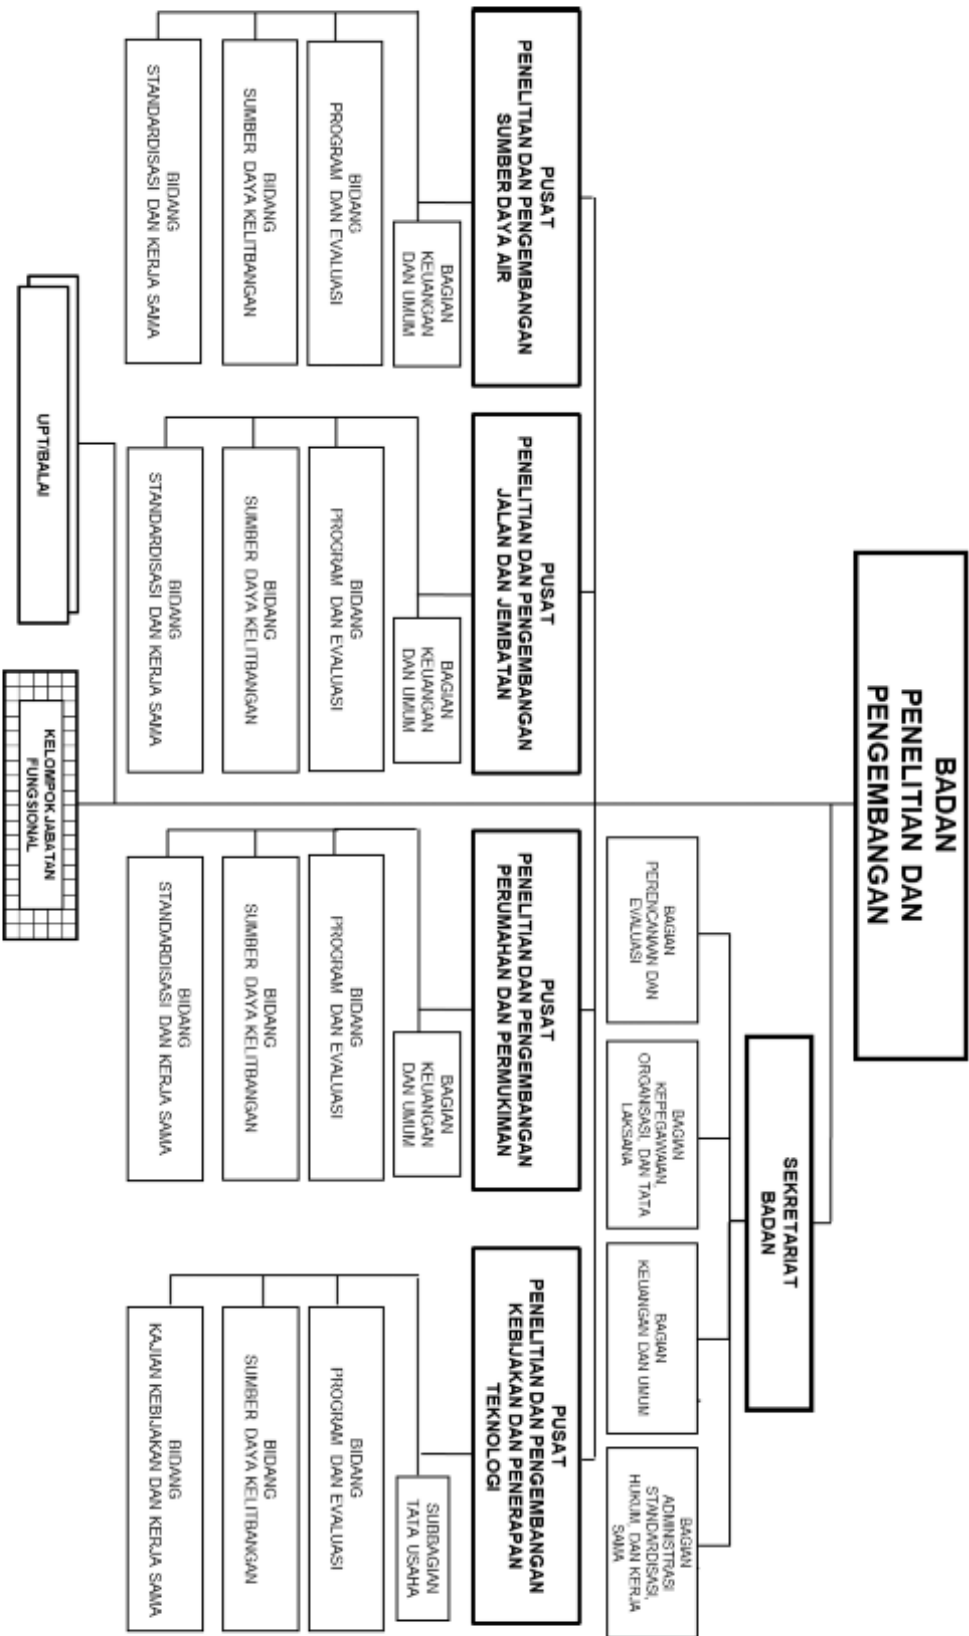 BADAN
PENELITIAN DAN
PENGEMBANGAN
SEKRETARIAT
BADAN
BAGIAN
PERENCANAAN DAN
EVALUASI
BAGIAN
KEPEGAWAIAN,
ORGANISASI, DAN TATA
LAKSANA
BAGIAN
KEUANGAN DAN UMUM
BAGIAN
ADMINISTRASI
STANDARDISASI,
HUKUM, DAN KERJA
SAMA
PUSAT
PENELITIAN DAN PENGEMBANGAN
SUMBER DAYA AIR
BAGIAN
KEUANGAN
DAN UMUM
BIDANG
PROGRAM DAN EVALUASI
BIDANG
SUMBER DAYA KELITBANGAN
BIDANG
STANDARDISASI DAN KERJA SAMA
PUSAT
PENELITIAN DAN PENGEMBANGAN
JALAN DAN JEMBATAN
BAGIAN
KEUANGAN
DAN UMUM
BIDANG
PROGRAM DAN EVALUASI
BIDANG
SUMBER DAYA KELITBANGAN
BIDANG
STANDARDISASI DAN KERJA SAMA
PUSAT
PENELITIAN DAN PENGEMBANGAN
PERUMAHAN DAN PERMUKIMAN
BAGIAN
KEUANGAN
DAN UMUM
BIDANG
PROGRAM DAN EVALUASI
BIDANG
SUMBER DAYA KELITBANGAN
BIDANG
STANDARDISASI DAN KERJA SAMA
PUSAT
PENELITIAN DAN PENGEMBANGAN
KEBIJAKAN DAN PENERAPAN
TEKNOLOGI
SUBBAGIAN
TATA USAHA
BIDANG
PROGRAM DAN EVALUASI
BIDANG
SUMBER DAYA KELITBANGAN
BIDANG
KAJIAN KEBIJAKAN DAN KERJA SAMA
UPT/BALAI
KELOMPOK JABATAN
FUNGSIONAL